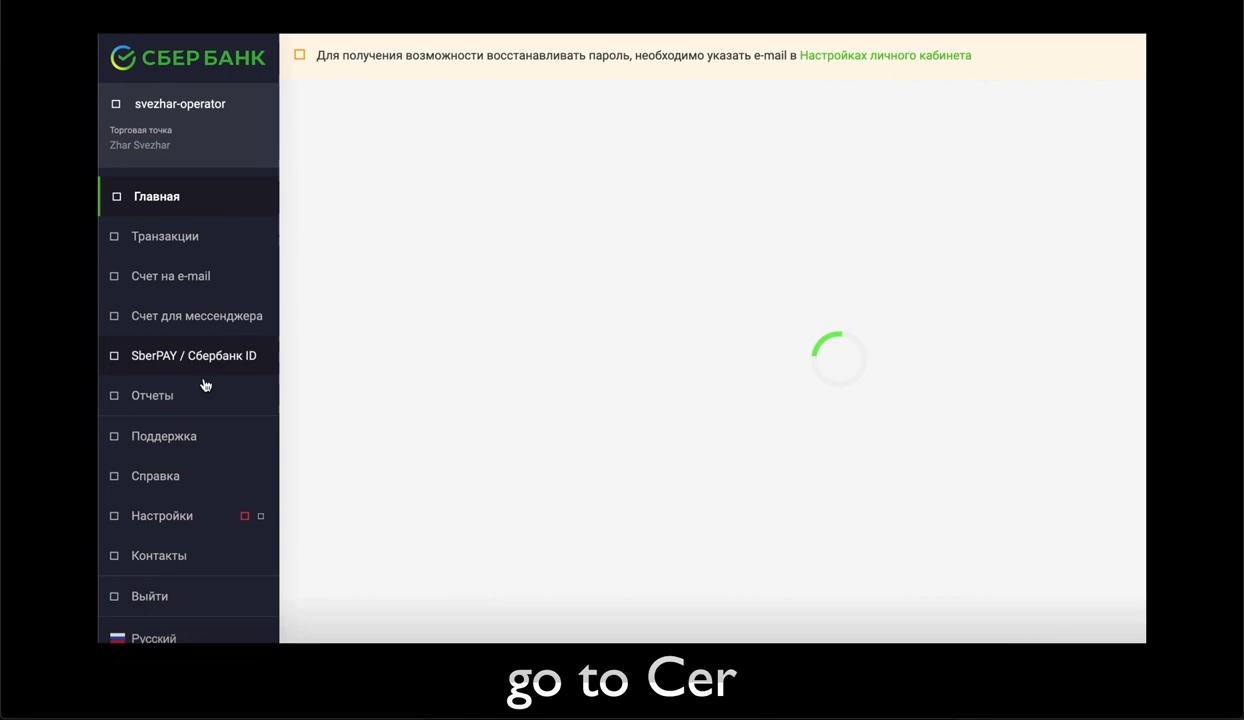 СБЕР БАНК
Для получения возможности восстанавливать пароль, необходимо указать e-mail в Настройках личного кабинета
svezhar-operator
Торговая точка
Zhar Svezhar
Главная
Транзакции
Счет на e-mail
Счет для мессенджера
SberPAY / Сбербанк ID
Отчеты
Поддержка
Справка
Настройки
Контакты
Выйти
Русский
go to Cer